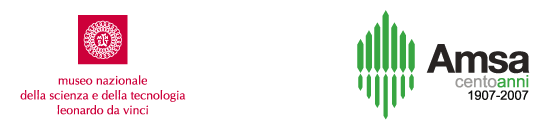 museo nazionale
della scienza e della tecnologia
leonardo da vinci
Amsa
centoanni
1907-2007